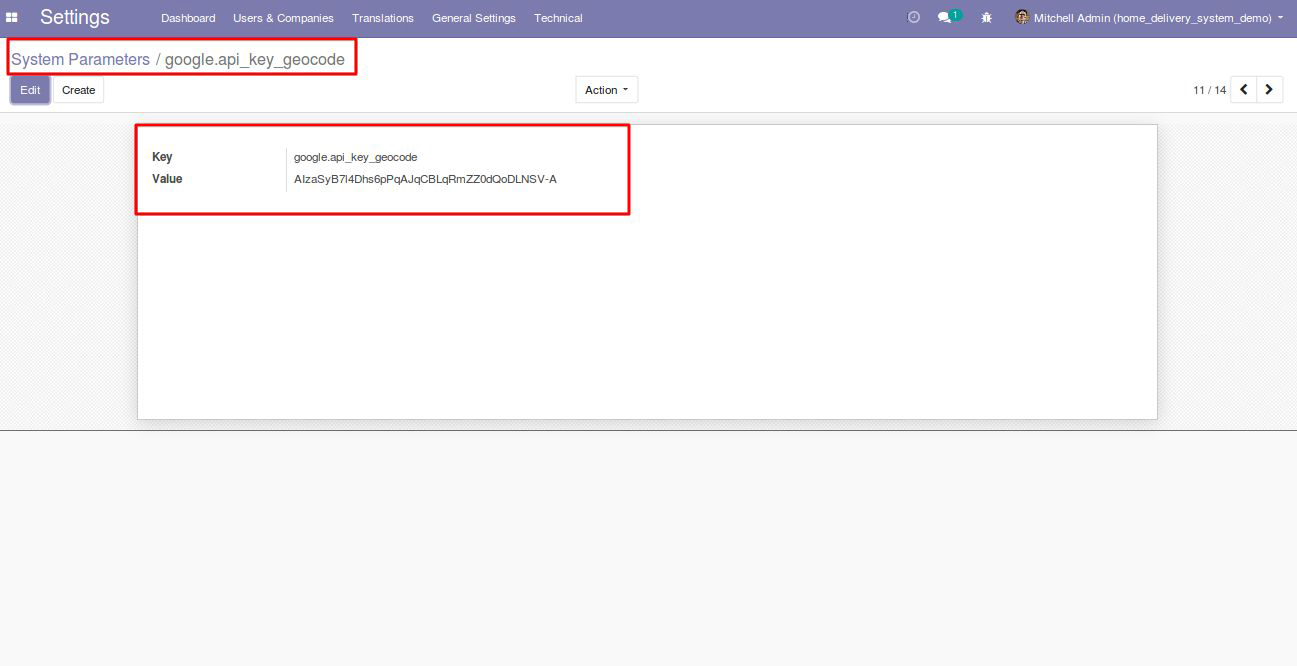 Settings Dashboard Users & Companies Translations General Settings Technical 1 Mitchell Admin (home_delivery_system_demo)
System Parameters / google.api_key_geocode
Edit Create Action 11 / 14
Key google.api_key_geocode
Value AIzaSyB7l4Dhs6pPqAJqCBLqRmZZ0dQoDLNSV-A